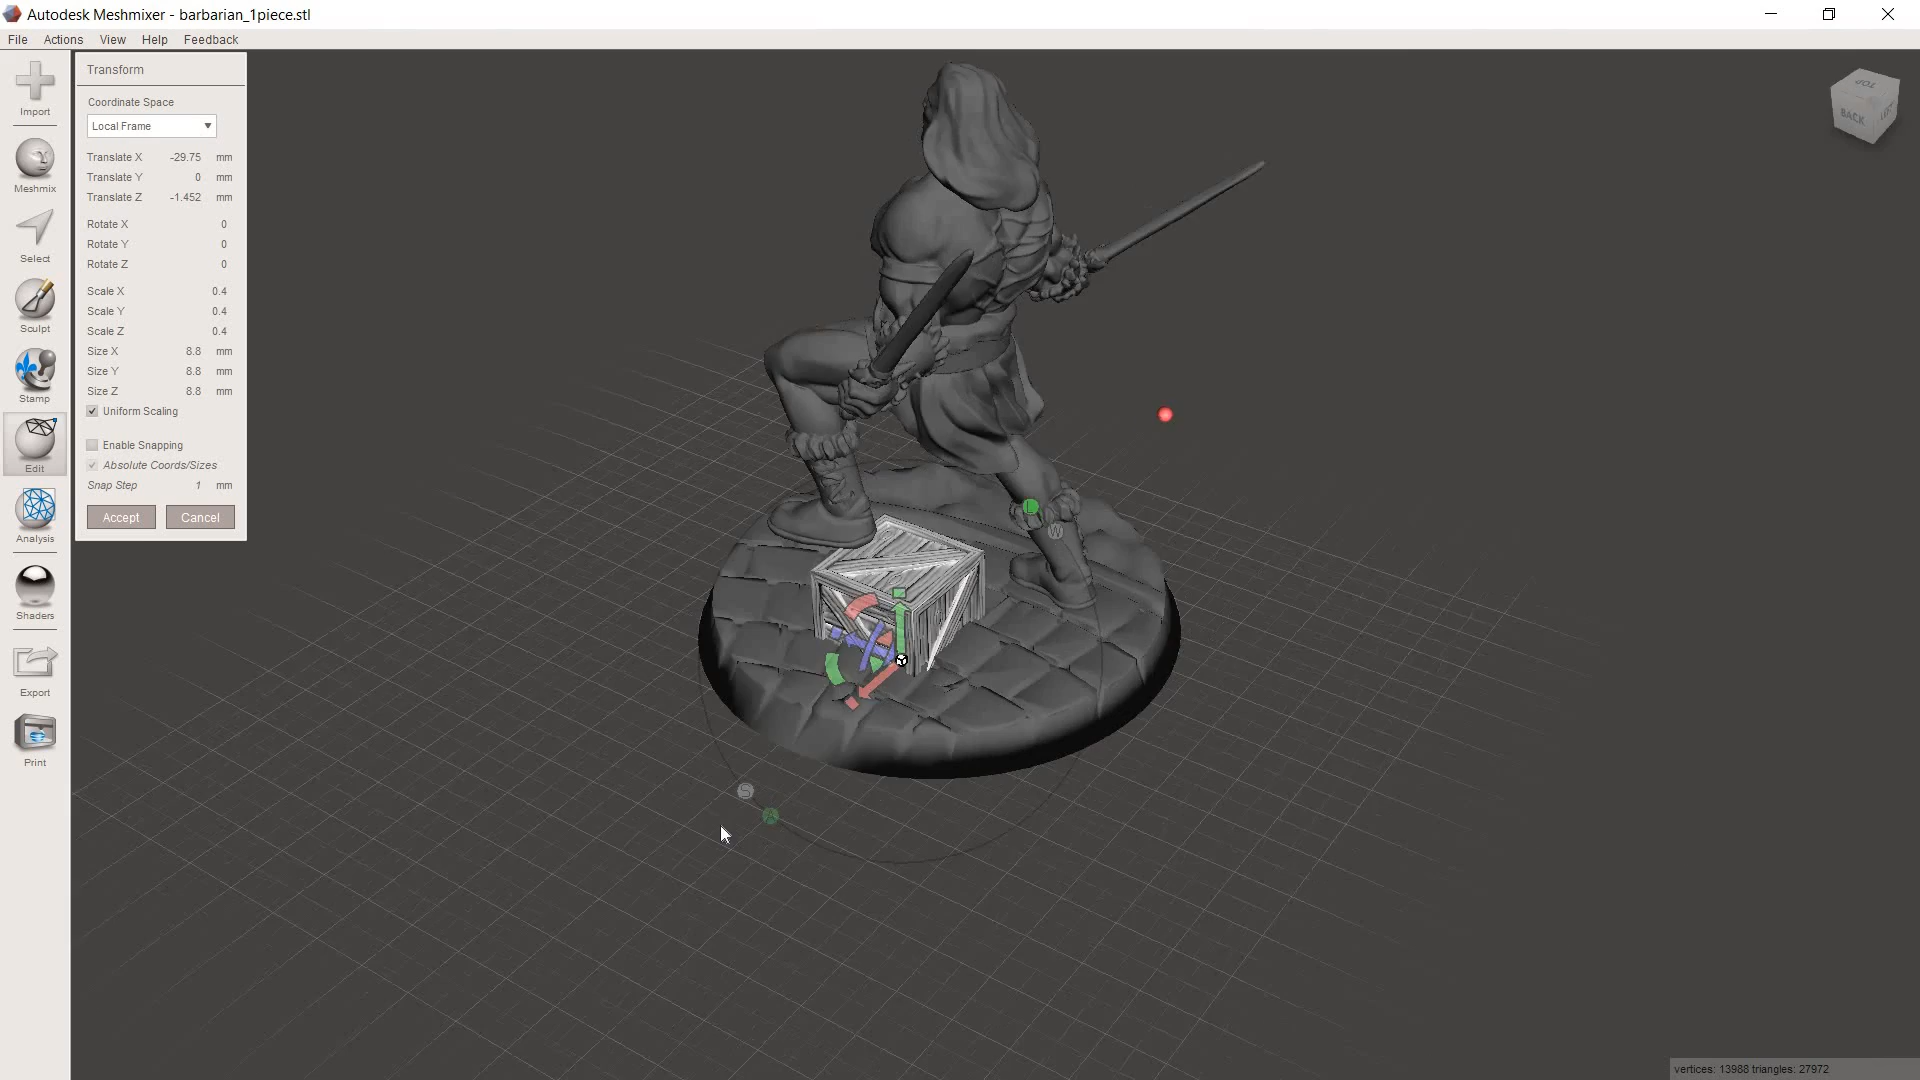 Autodesk Meshmixer - barbarian_1piece.stl
File Actions View Help Feedback
Import
Meshmix
Select
Sculpt
Stamp
Edit
Analysis
Shaders
Export
Print
Transform
Coordinate Space
Local Frame
Translate X -29.75 mm
Translate Y 0 mm
Translate Z -1.452 mm
Rotate X 0
Rotate Y 0
Rotate Z 0
Scale X 0.4
Scale Y 0.4
Scale Z 0.4
Size X 8.8 mm
Size Y 8.8 mm
Size Z 8.8 mm
Uniform Scaling
Enable Snapping
Absolute Coords/Sizes
Snap Step 1 mm
Accept Cancel
TOP
BACK
LEFT
L
W
S
vertices: 13988 triangles: 27972